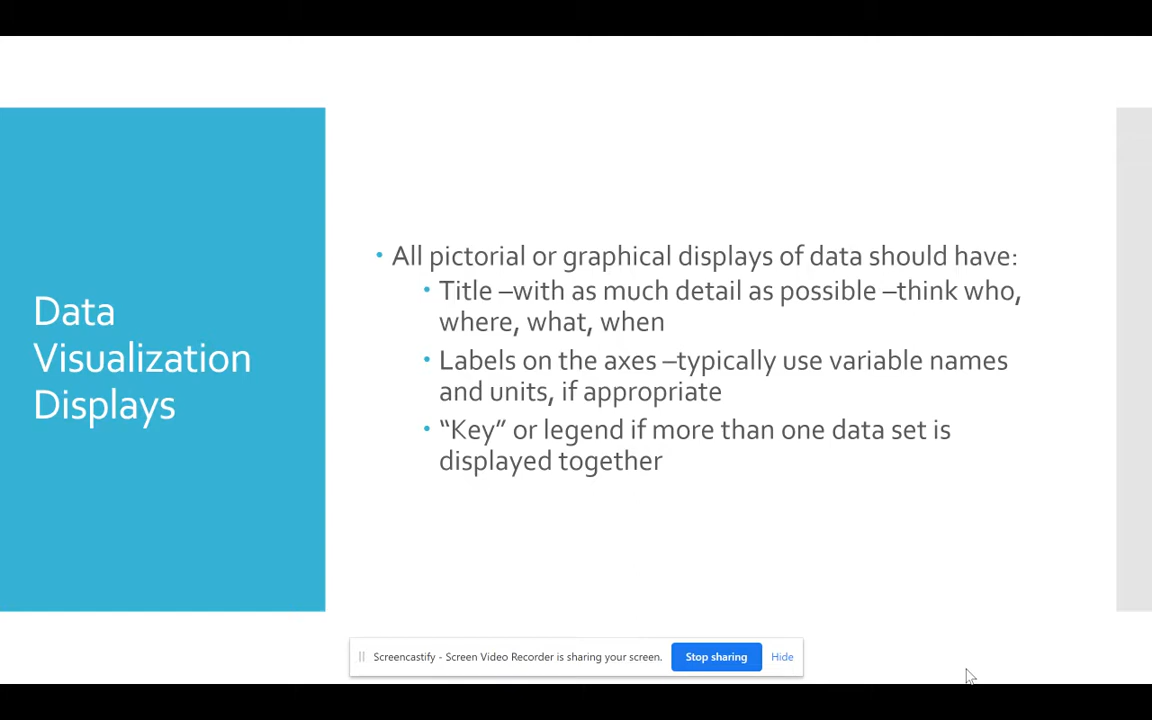 Data
Visualization
Displays
• All pictorial or graphical displays of data should have:
• Title –with as much detail as possible –think who,
where, what, when
• Labels on the axes –typically use variable names
and units, if appropriate
• “Key” or legend if more than one data set is
displayed together
Screencastify - Screen Video Recorder is sharing your screen. Stop sharing Hide